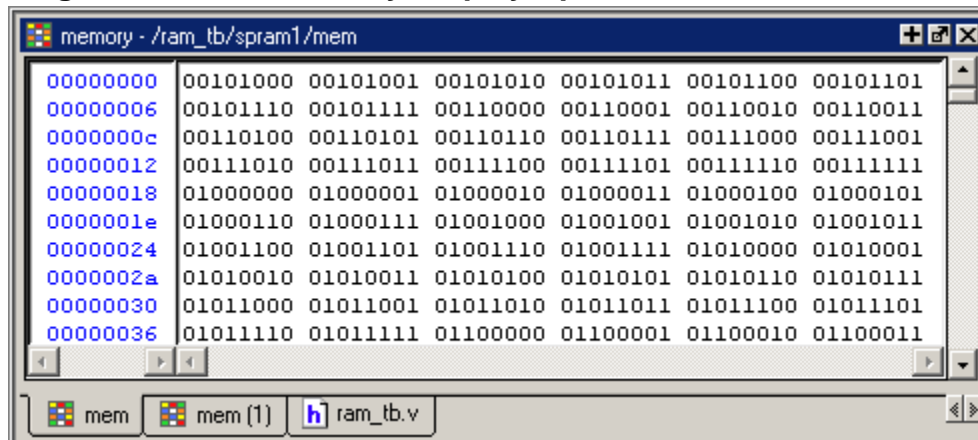 memory - /ram_tb/spram1/mem
00000000 00101000 00101001 00101010 00101011 00101100 00101101
00000006 00101110 00101111 00110000 00110001 00110010 00110011
0000000c 00110100 00110101 00110110 00110111 00111000 00111001
00000012 00111010 00111011 00111100 00111101 00111110 00111111
00000018 01000000 01000001 01000010 01000011 01000100 01000101
0000001e 01000110 01000111 01001000 01001001 01001010 01001011
00000024 01001100 01001101 01001110 01001111 01010000 01010001
0000002a 01010010 01010011 01010100 01010101 01010110 01010111
00000030 01011000 01011001 01011010 01011011 01011100 01011101
00000036 01011110 01011111 01100000 01100001 01100010 01100011
mem mem (1) h ram_tb.v